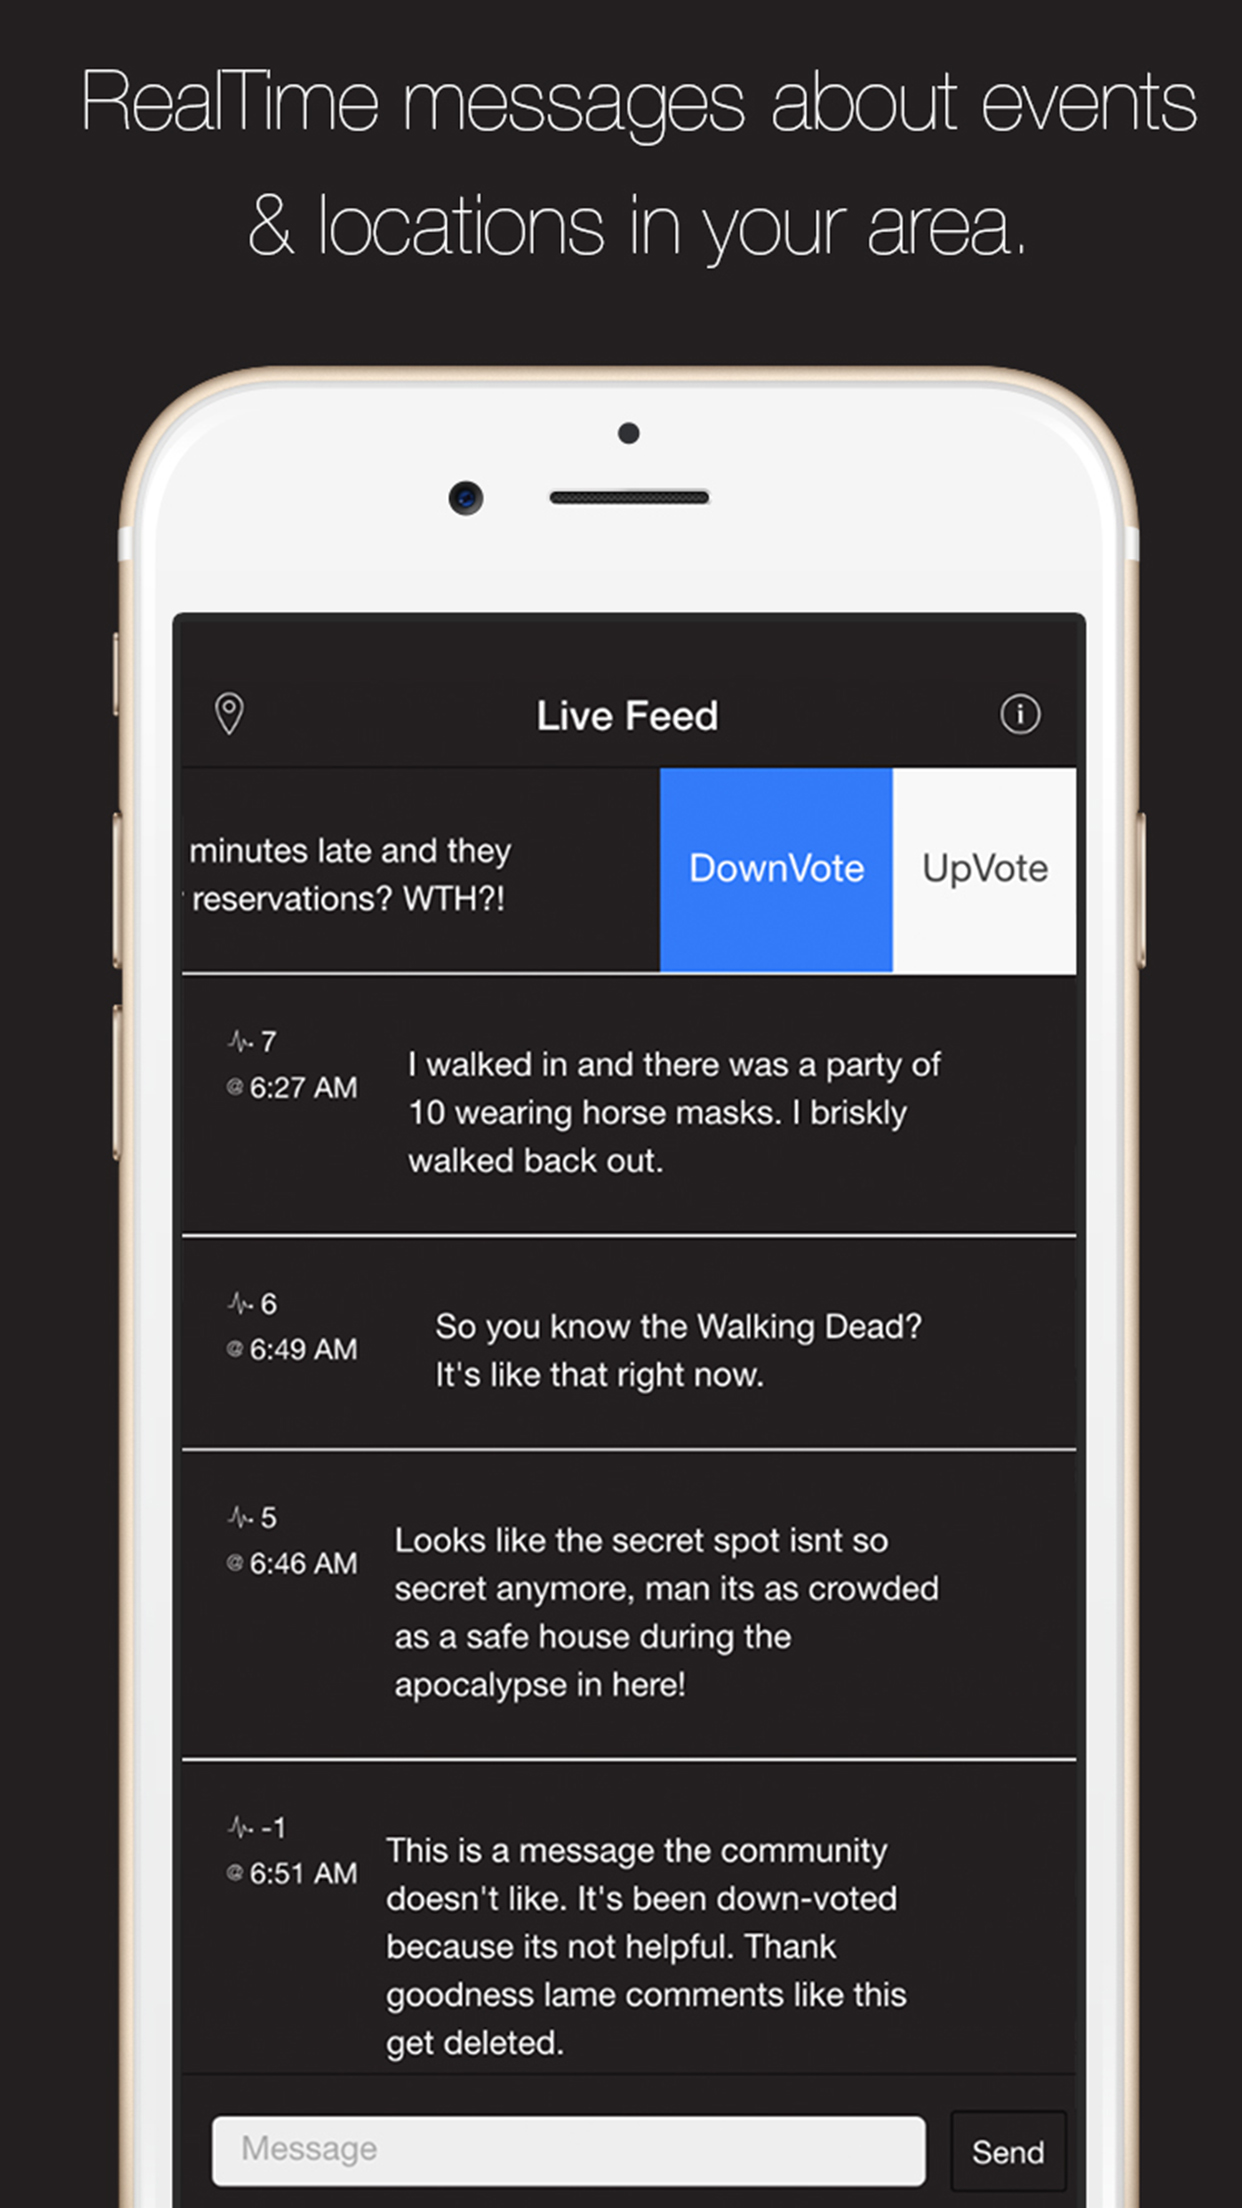 RealTime messages about events
& locations in your area.
Live Feed
minutes late and they
reservations? WTH?!
DownVote
UpVote
7
@ 6:27 AM
I walked in and there was a party of
10 wearing horse masks. I briskly
walked back out.
6
@ 6:49 AM
So you know the Walking Dead?
It's like that right now.
5
@ 6:46 AM
Looks like the secret spot isnt so
secret anymore, man its as crowded
as a safe house during the
apocalypse in here!
-1
@ 6:51 AM
This is a message the community
doesn't like. It's been down-voted
because its not helpful. Thank
goodness lame comments like this
get deleted.
Message
Send